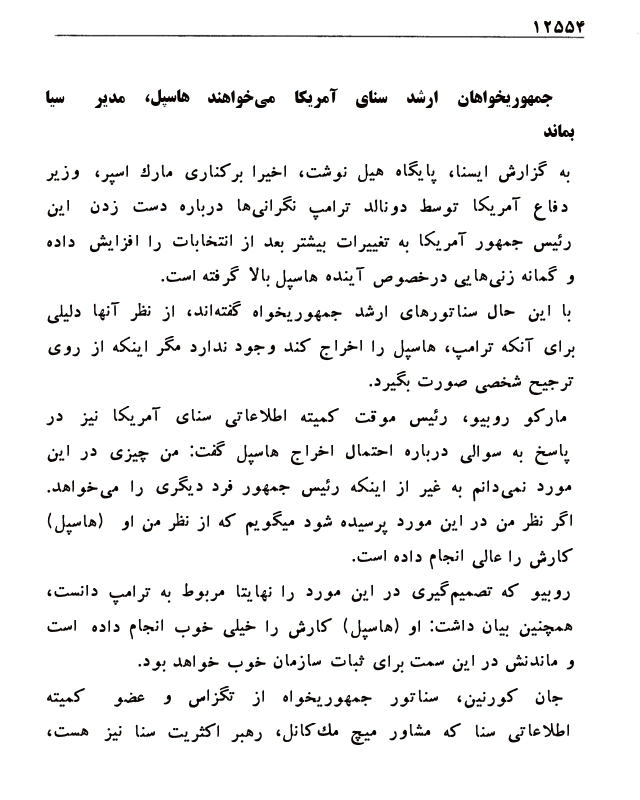 ۱۲۵۵۴
جمهوریخواهان ارشد سنای آمریکا می‌خواهند هاسپل، مدیر سیا
بماند
به گزارش ایسنا، پایگاه هیل نوشت، اخیرا برکناری مارك اسپر، وزیر
دفاع آمریکا توسط دونالد ترامپ نگرانی‌ها درباره دست زدن این
رئیس جمهور آمریکا به تغییرات بیشتر بعد از انتخابات را افزایش داده
و گمانه زنی‌هایی درخصوص آینده هاسپل بالا گرفته است.
با این حال سناتورهای ارشد جمهوریخواه گفته‌اند، از نظر آنها دلیلی
برای آنکه ترامپ، هاسپل را اخراج کند وجود ندارد مگر اینکه از روی
ترجیح شخصی صورت بگیرد.
مارکو روبیو، رئیس موقت کمیته اطلاعاتی سنای آمریکا نیز در
پاسخ به سوالی درباره احتمال اخراج هاسپل گفت: من چیزی در این
مورد نمی‌دانم به غیر از اینکه رئیس جمهور فرد دیگری را می‌خواهد.
اگر نظر من در این مورد پرسیده شود میگویم که از نظر من او (هاسپل)
کارش را عالی انجام داده است.
روبیو که تصمیم‌گیری در این مورد را نهایتا مربوط به ترامپ دانست،
همچنین بیان داشت: او (هاسپل) کارش را خیلی خوب انجام داده است
و ماندنش در این سمت برای ثبات سازمان خوب خواهد بود.
جان کورنین، سناتور جمهوریخواه از تگزاس و عضو کمیته
اطلاعاتی سنا که مشاور میچ مك‌کانل، رهبر اکثریت سنا نیز هست،